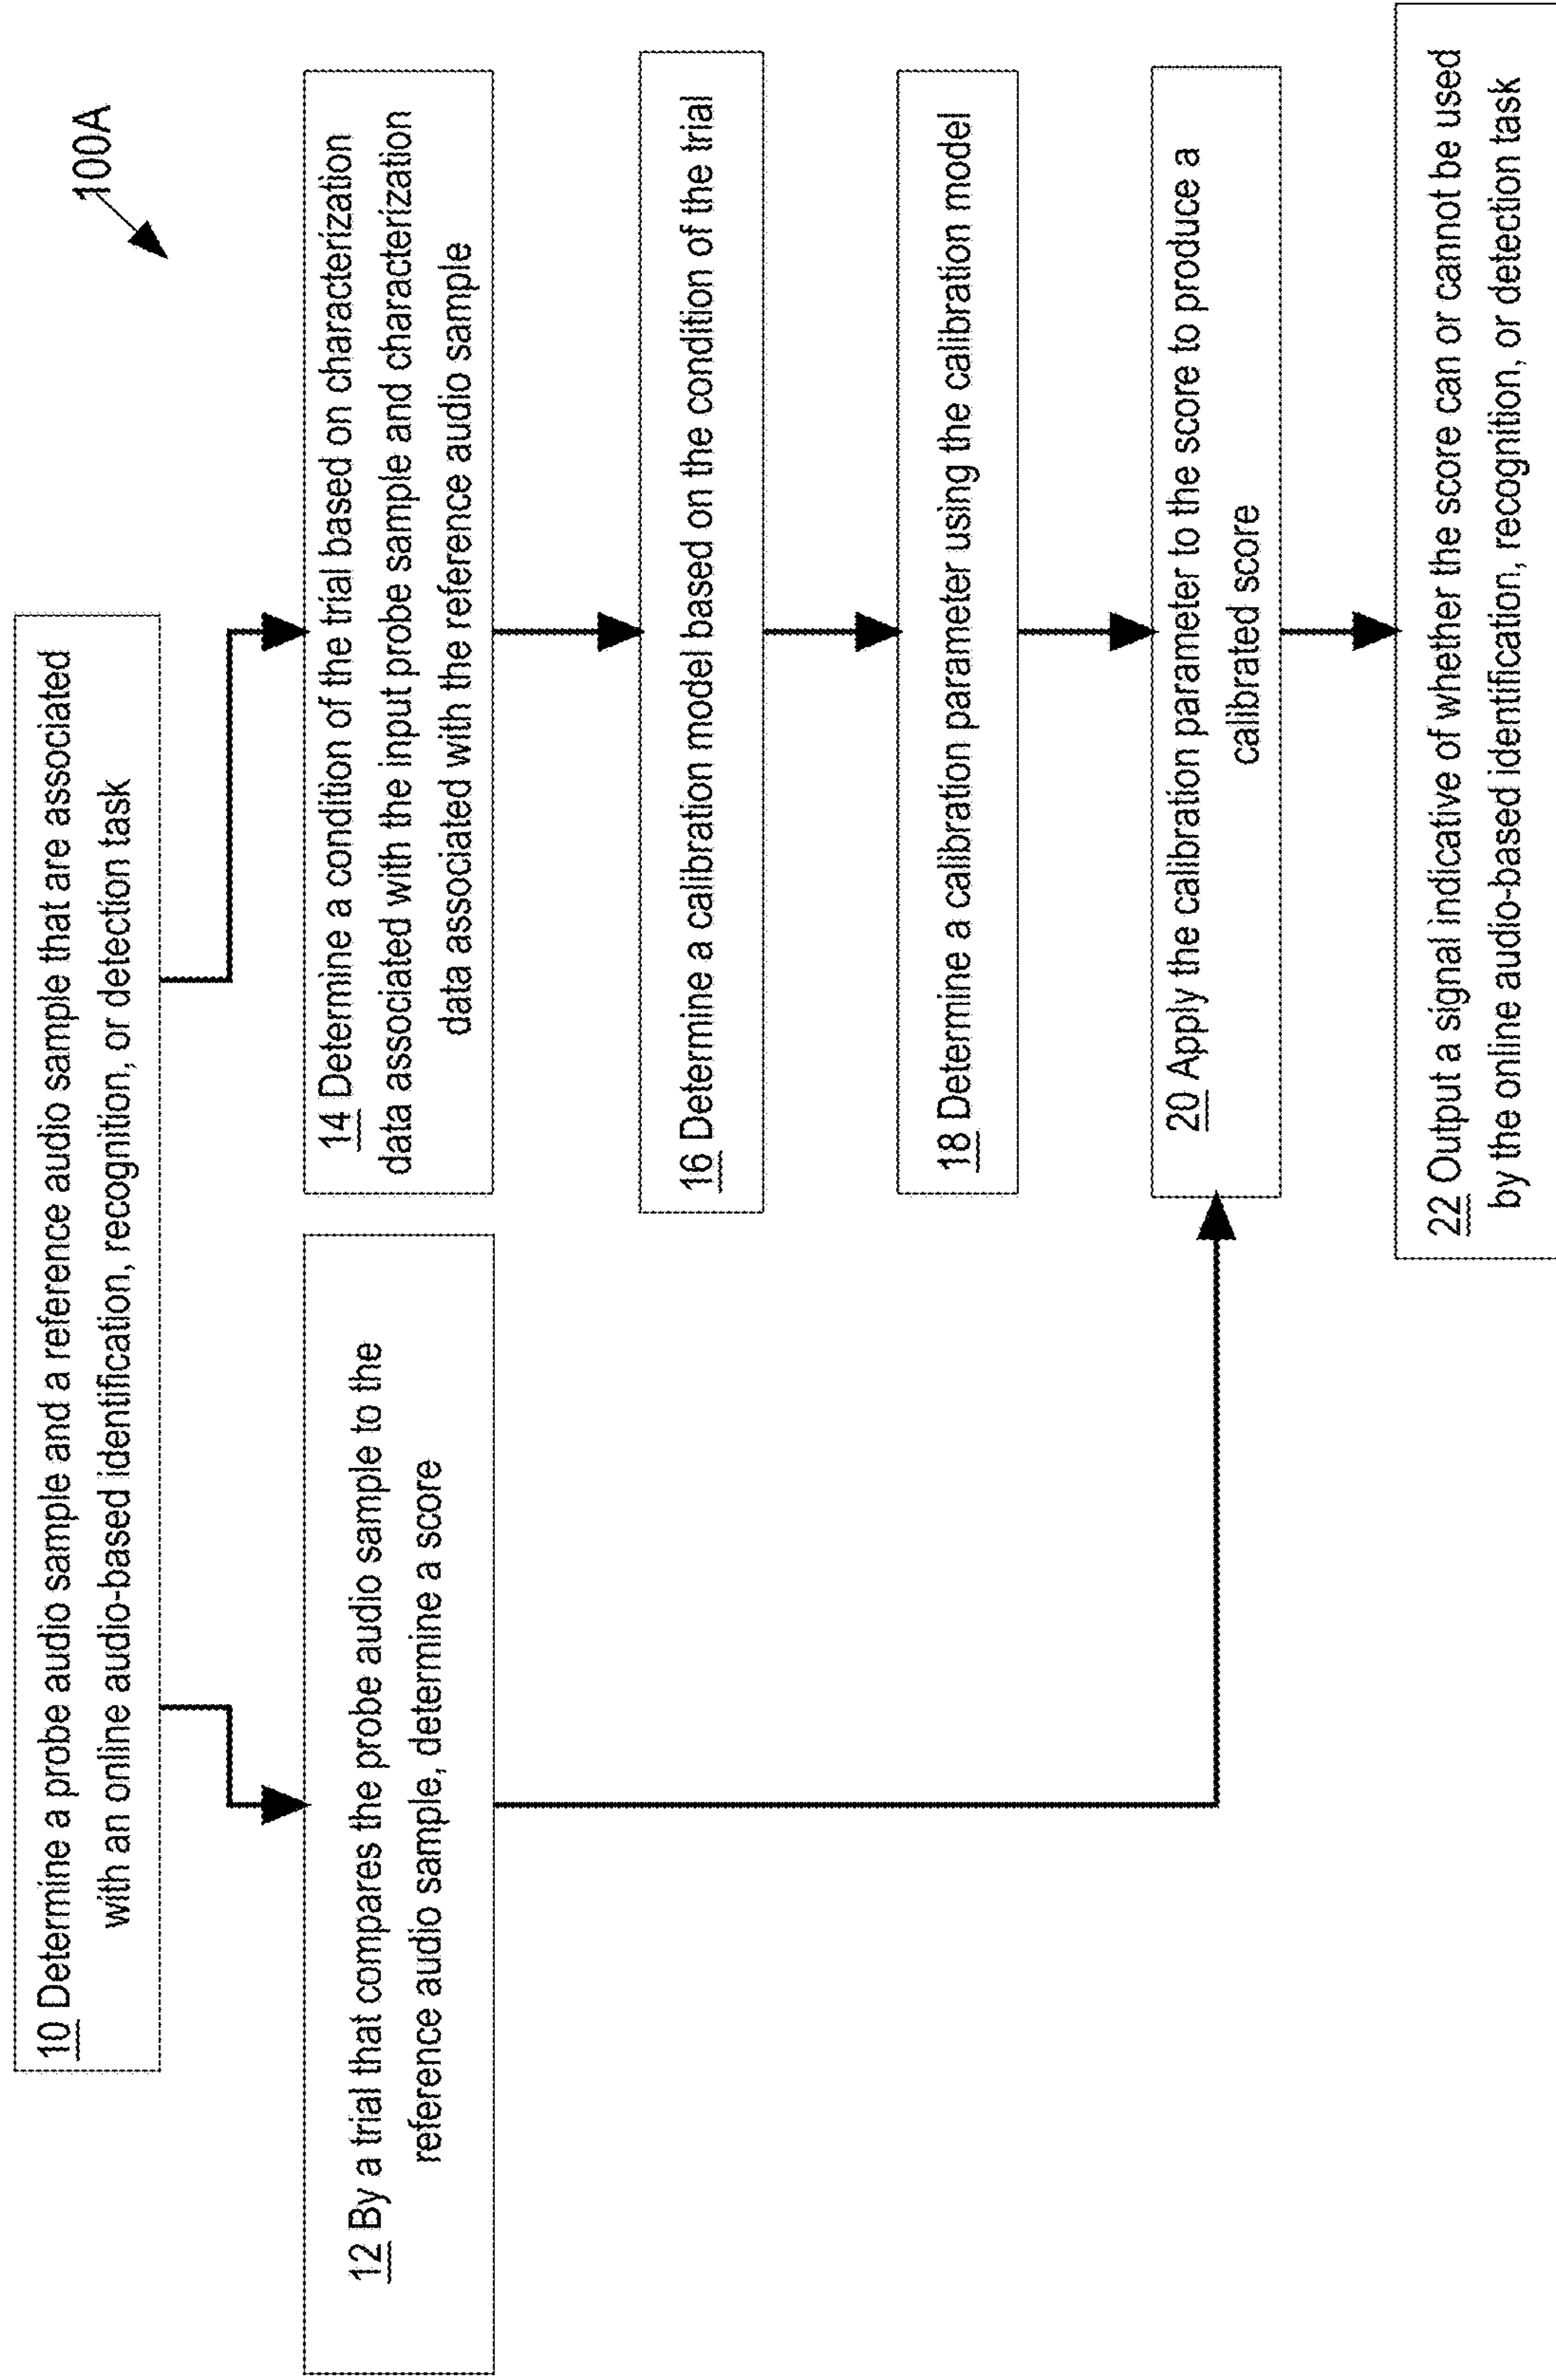 100A
10 Determine a probe audio sample and a reference audio sample that are associated
with an online audio-based identification, recognition, or detection task
12 By a trial that compares the probe audio sample to the
reference audio sample, determine a score
14 Determine a condition of the trial based on characterization
data associated with the input probe sample and characterization
data associated with the reference audio sample
16 Determine a calibration model based on the condition of the trial
18 Determine a calibration parameter using the calibration model
20 Apply the calibration parameter to the score to produce a
calibrated score
22 Output a signal indicative of whether the score can or cannot be used
by the online audio-based identification, recognition, or detection task